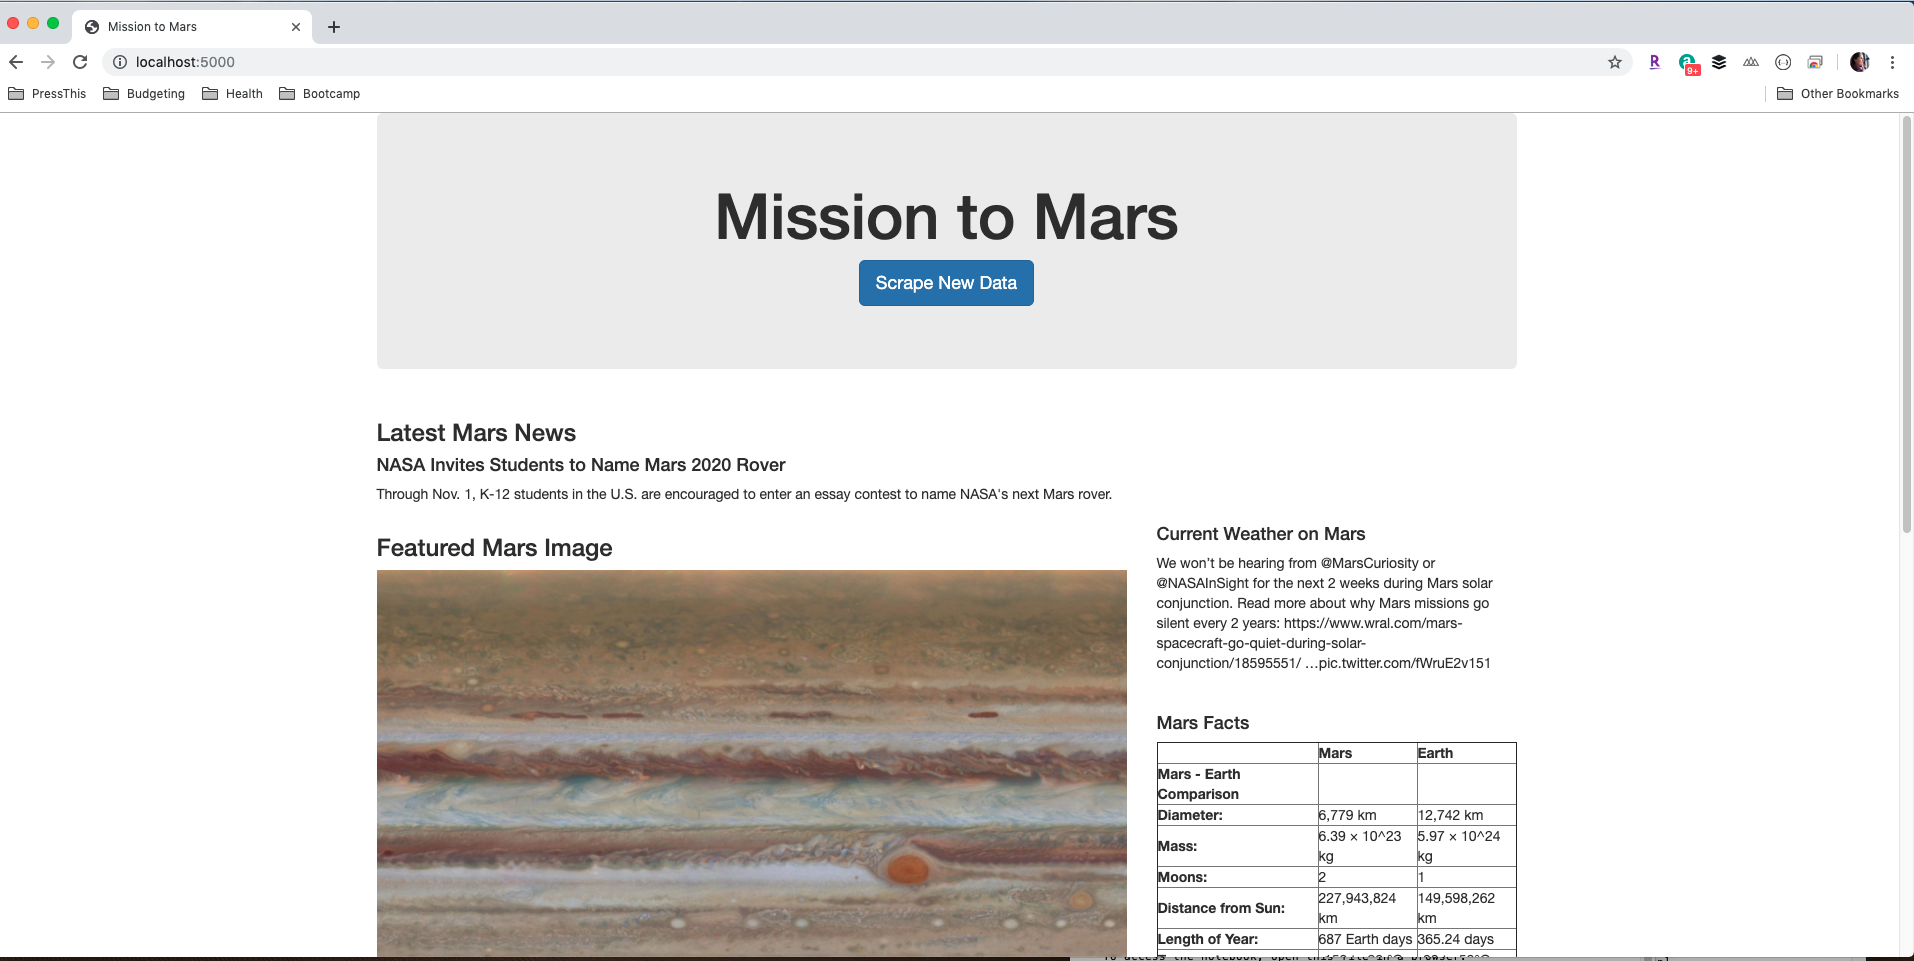 Mission to Mars
localhost:5000
PressThis
Budgeting
Health
Bootcamp
Other Bookmarks
R
a
9+
Mission to Mars
Scrape New Data
Latest Mars News
NASA Invites Students to Name Mars 2020 Rover
Through Nov. 1, K-12 students in the U.S. are encouraged to enter an essay contest to name NASA's next Mars rover.
Featured Mars Image
Current Weather on Mars
We won't be hearing from @MarsCuriosity or
@NASAInSight for the next 2 weeks during Mars solar
conjunction. Read more about why Mars missions go
silent every 2 years: https://www.wral.com/mars-
spacecraft-go-quiet-during-solar-
conjunction/18595551/ …pic.twitter.com/fWruE2v151
Mars Facts
Mars Earth
Mars - Earth
Comparison
Diameter: 6,779 km 12,742 km
Mass: 6.39 × 10^23 kg 5.97 × 10^24 kg
Moons: 2 1
Distance from Sun: 227,943,824 km 149,598,262 km
Length of Year: 687 Earth days 365.24 days